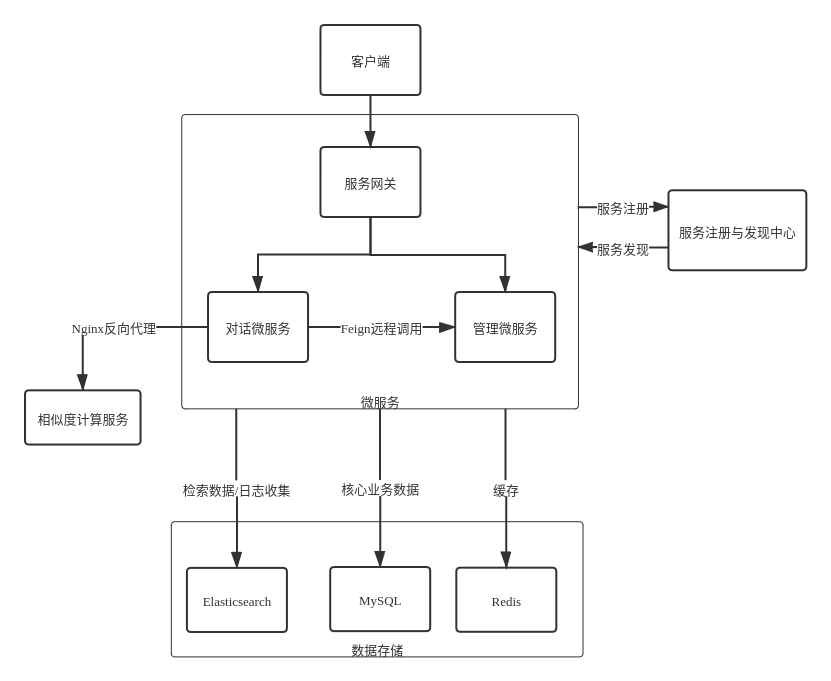 客户端
服务网关
服务注册
服务注册与发现中心
服务发现
Nginx反向代理
对话微服务
Feign远程调用
管理微服务
微服务
相似度计算服务
检索数据/日志收集
核心业务数据
缓存
Elasticsearch
MySQL
Redis
数据存储